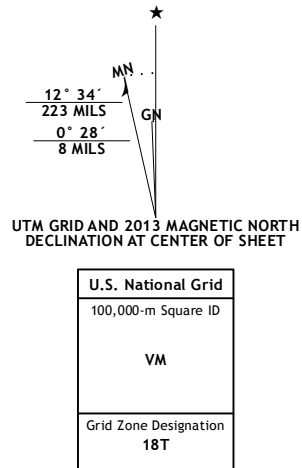 ★
MN
12° 34´
223 MILS
GN
0° 28´
8 MILS
UTM GRID AND 2013 MAGNETIC NORTH
DECLINATION AT CENTER OF SHEET
U.S. National Grid
100,000-m Square ID
VM
Grid Zone Designation
18T